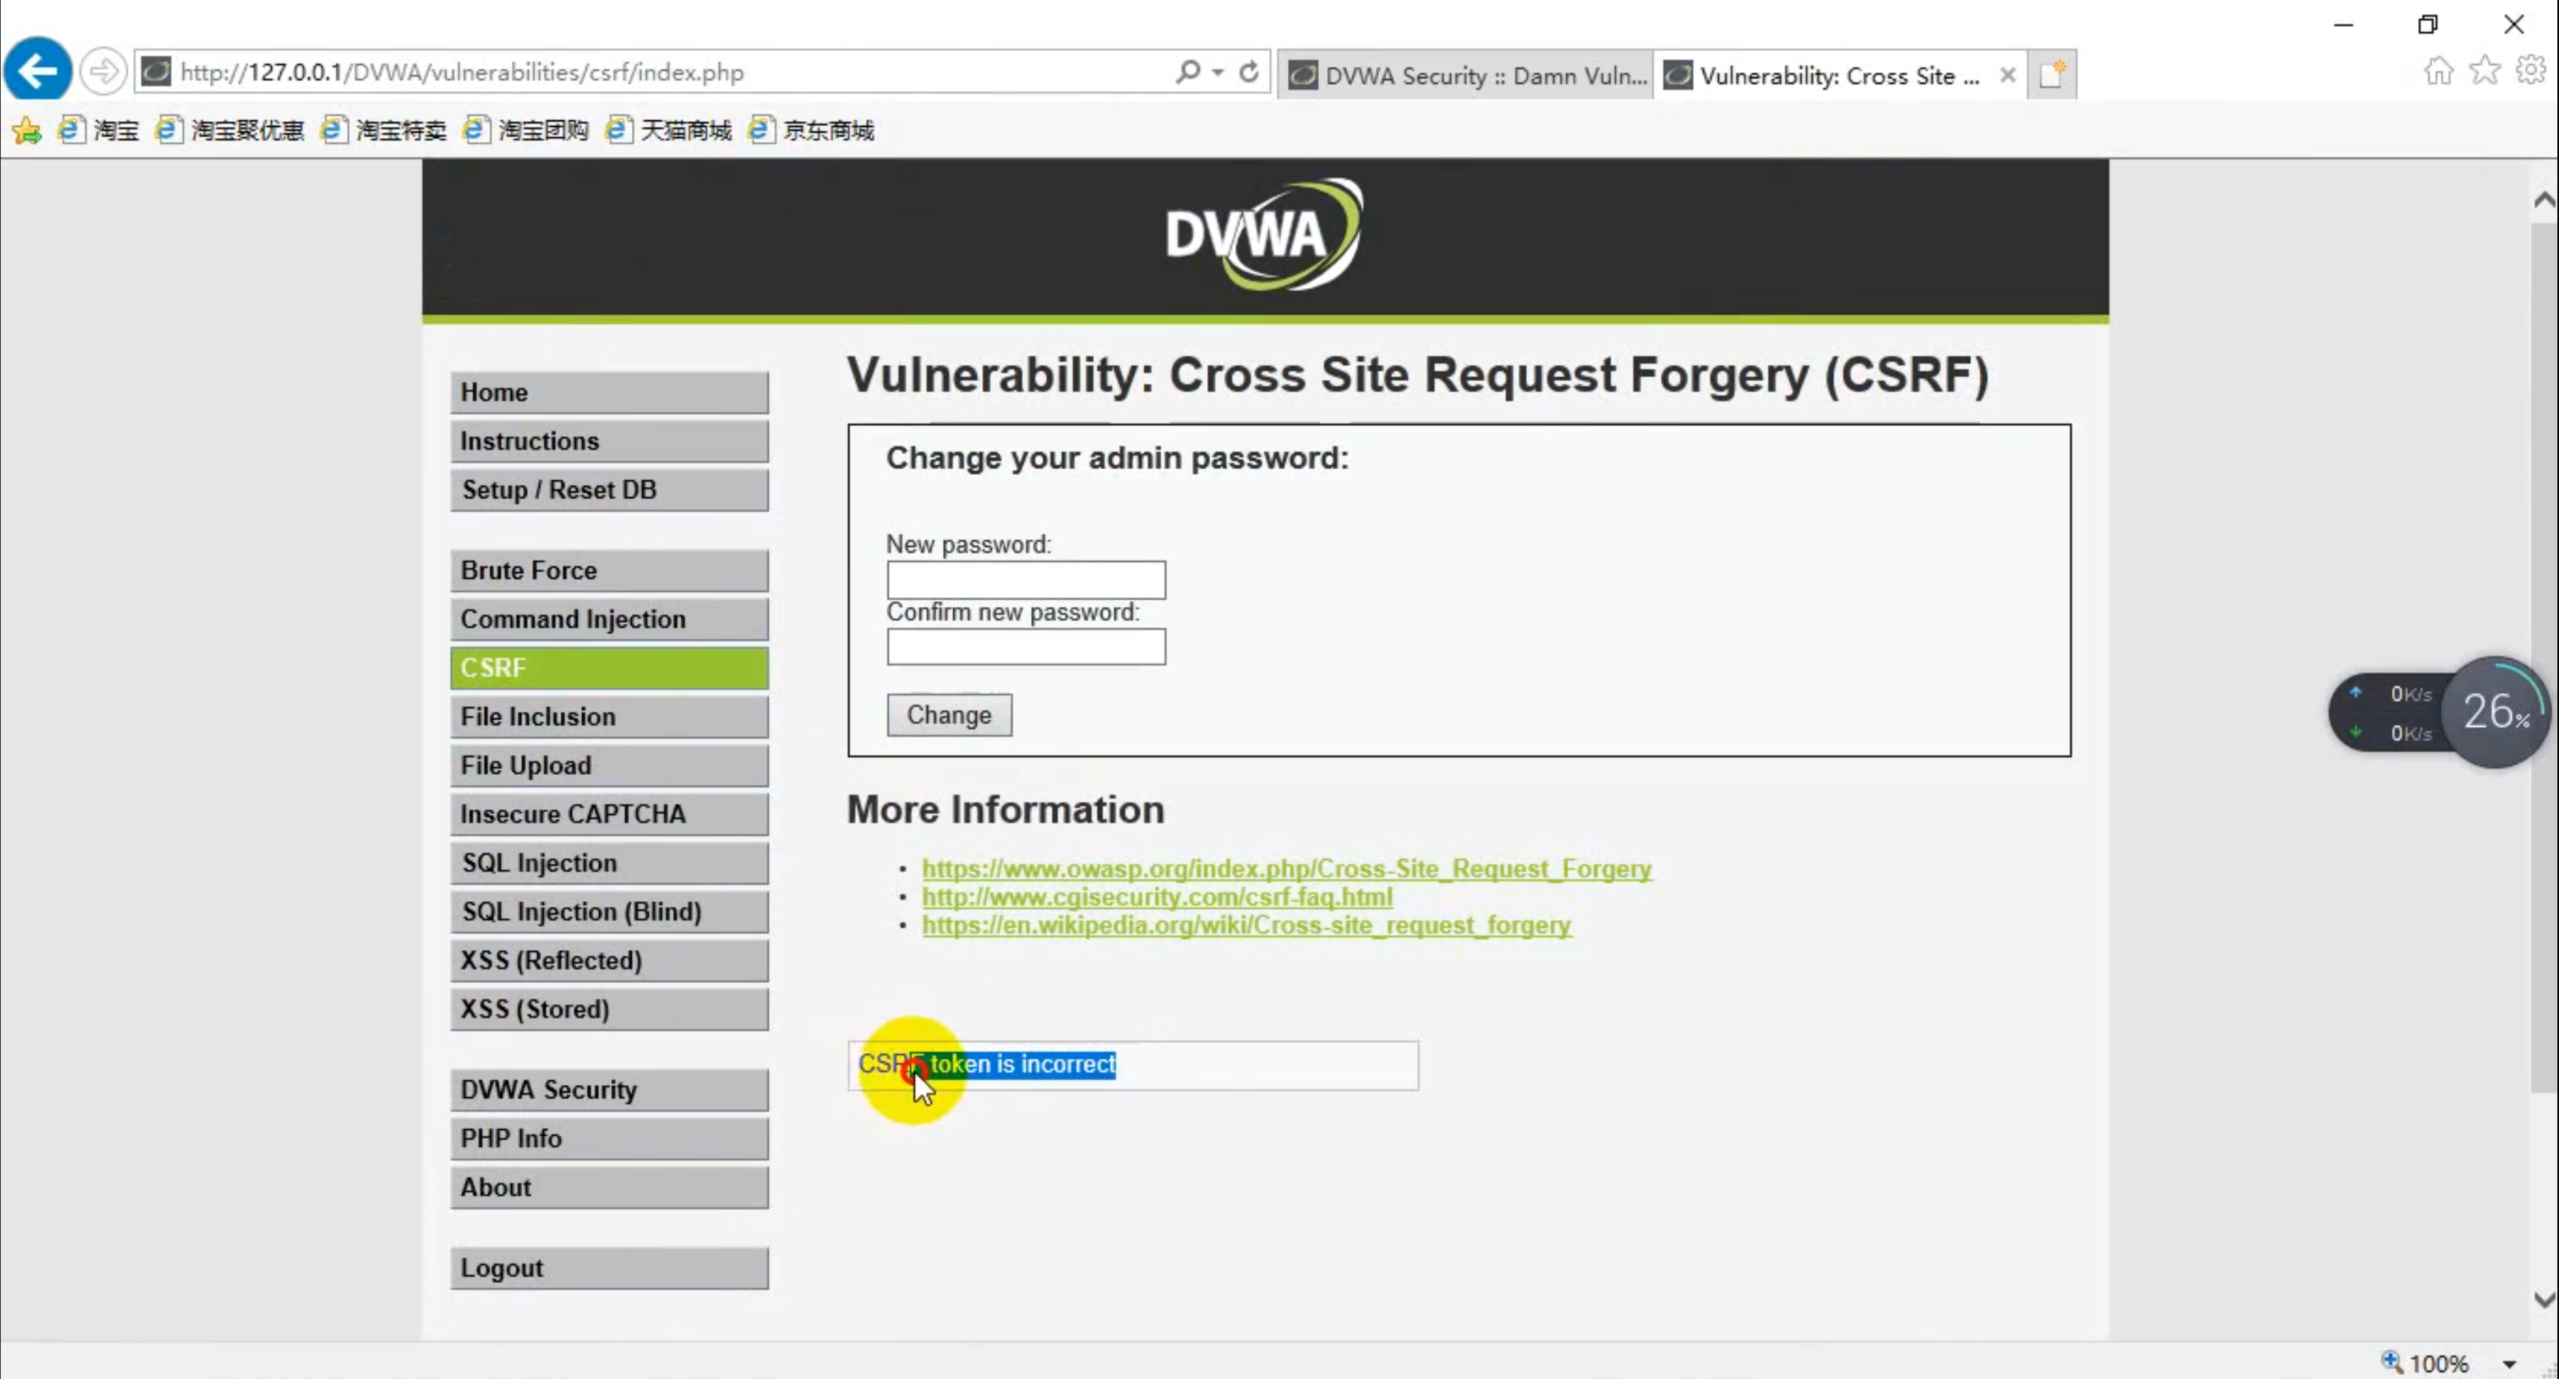 http://127.0.0.1/DVWA/vulnerabilities/csrf/index.php
DVWA Security :: Damn Vuln...
Vulnerability: Cross Site ...
淘宝
淘宝聚优惠
淘宝特卖
淘宝团购
天猫商城
京东商城
DVWA
Home
Instructions
Setup / Reset DB
Brute Force
Command Injection
CSRF
File Inclusion
File Upload
Insecure CAPTCHA
SQL Injection
SQL Injection (Blind)
XSS (Reflected)
XSS (Stored)
DVWA Security
PHP Info
About
Logout
Vulnerability: Cross Site Request Forgery (CSRF)
Change your admin password:
New password:
Confirm new password:
Change
More Information
https://www.owasp.org/index.php/Cross-Site_Request_Forgery
http://www.cgisecurity.com/csrf-faq.html
https://en.wikipedia.org/wiki/Cross-site_request_forgery
CSRF token is incorrect
0K/s
0K/s
26%
100%